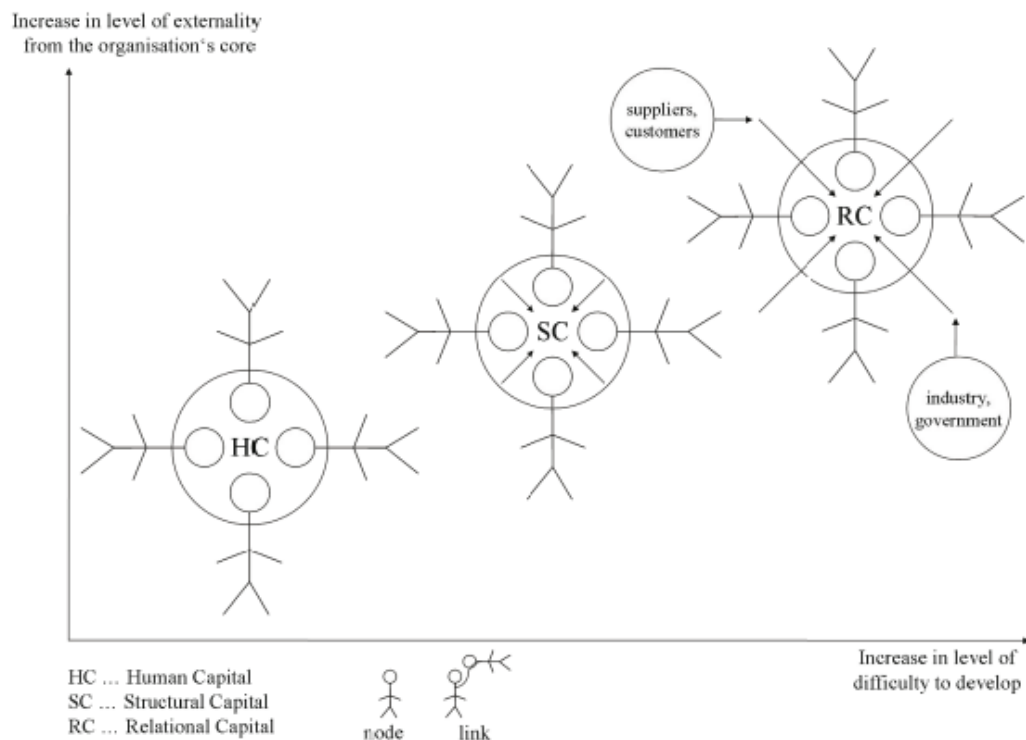 Increase in level of externality
from the organisation‘s core
suppliers,
customers
RC
SC
HC
industry,
government
Increase in level of
difficulty to develop
HC ... Human Capital
SC ... Structural Capital
RC ... Relational Capital
node
link